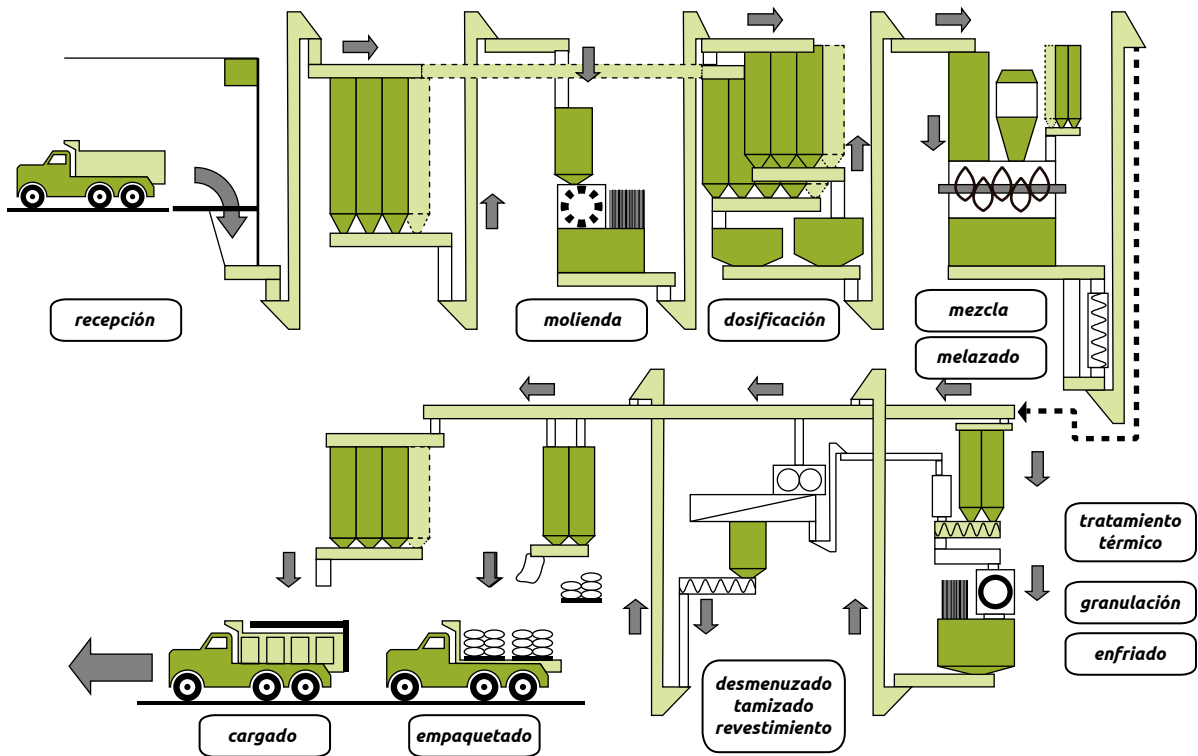 recepción
molienda
dosificación
mezcla
melazado
tratamiento
térmico
granulación
enfriado
desmenuzado
tamizado
revestimiento
empaquetado
cargado